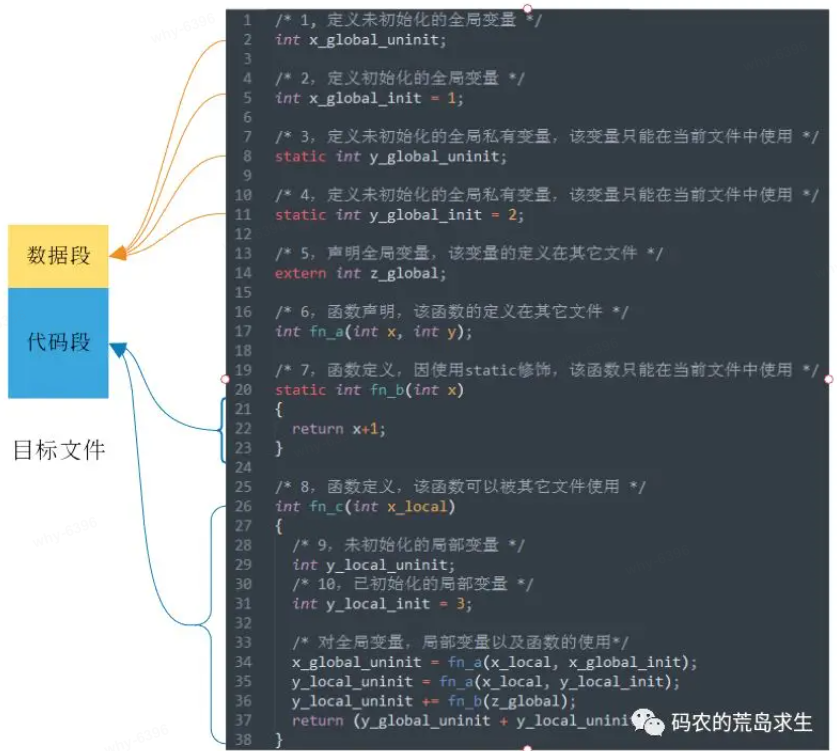 1 /* 1, 定义未初始化的全局变量 */
2 int x_global_uninit;
3
4 /* 2, 定义初始化的全局变量 */
5 int x_global_init = 1;
6
7 /* 3, 定义未初始化的全局私有变量,该变量只能在当前文件中使用 */
8 static int y_global_uninit;
9
10 /* 4, 定义未初始化的全局私有变量,该变量只能在当前文件中使用 */
11 static int y_global_init = 2;
12
13 /* 5, 声明全局变量,该变量的定义在其它文件 */
14 extern int z_global;
15
16 /* 6, 函数声明,该函数的定义在其它文件 */
17 int fn_a(int x, int y);
18
19 /* 7, 函数定义,因使用static修饰,该函数只能在当前文件中使用 */
20 static int fn_b(int x)
21 {
22 return x+1;
23 }
24
25 /* 8, 函数定义,该函数可以被其它文件使用 */
26 int fn_c(int x_local)
27 {
28 /* 9, 未初始化的局部变量 */
29 int y_local_uninit;
30 /* 10, 已初始化的局部变量 */
31 int y_local_init = 3;
32
33 /* 对全局变量,局部变量以及函数的使用*/
34 x_global_uninit = fn_a(x_local, x_global_init);
35 y_local_uninit = fn_a(x_local, y_local_init);
36 y_local_uninit += fn_b(z_global);
37 return (y_global_uninit + y_local_uninit
38 }
数据段
代码段
目标文件
码农的荒岛求生
why-6396
why-6396
why-6396